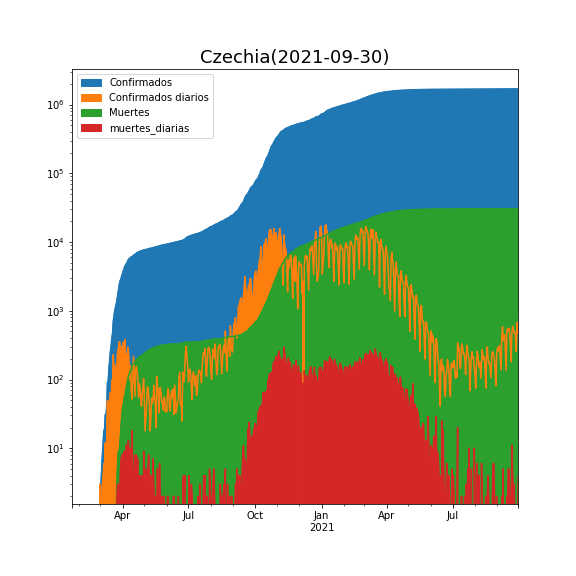 Czechia(2021-09-30)
Confirmados
Confirmados diarios
Muertes
muertes_diarias
10^6
10^5
10^4
10^3
10^2
10^1
Apr Jul Oct Jan Apr Jul
2021